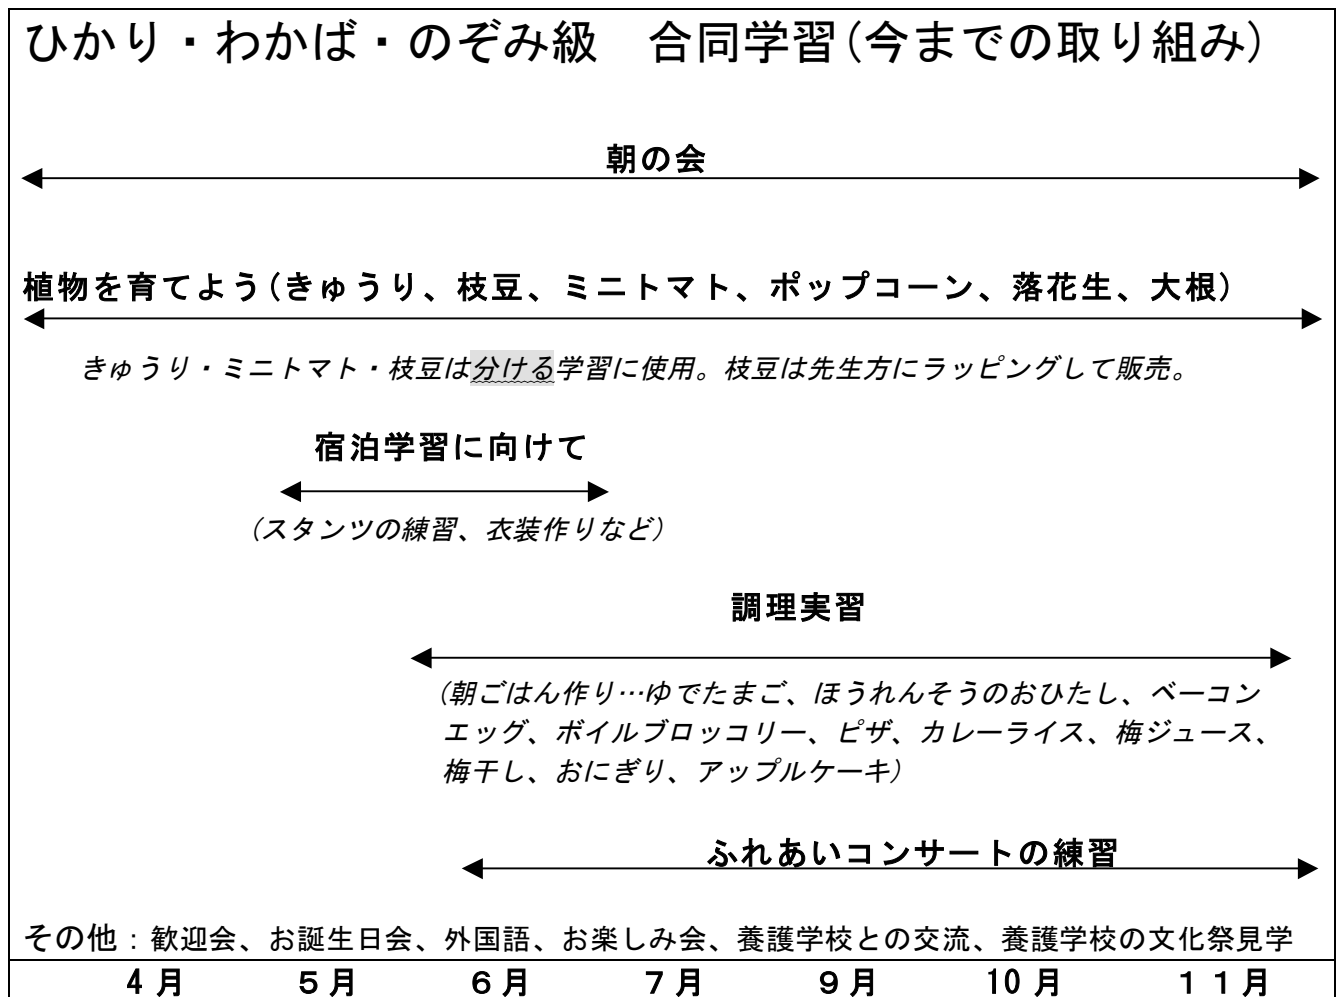 ひかり・わかば・のぞみ級　合同学習(今までの取り組み)
朝の会
植物を育てよう(きゅうり、枝豆、ミニトマト、ポップコーン、落花生、大根)
きゅうり・ミニトマト・枝豆は分ける学習に使用。枝豆は先生方にラッピングして販売。
宿泊学習に向けて
(スタンツの練習、衣装作りなど)
調理実習
(朝ごはん作り…ゆでたまご、ほうれんそうのおひたし、ベーコン
エッグ、ボイルブロッコリー、ピザ、カレーライス、梅ジュース、
梅干し、おにぎり、アップルケーキ)
ふれあいコンサートの練習
その他：歓迎会、お誕生日会、外国語、お楽しみ会、養護学校との交流、養護学校の文化祭見学
4月　５月　６月　７月　９月　10月　１１月